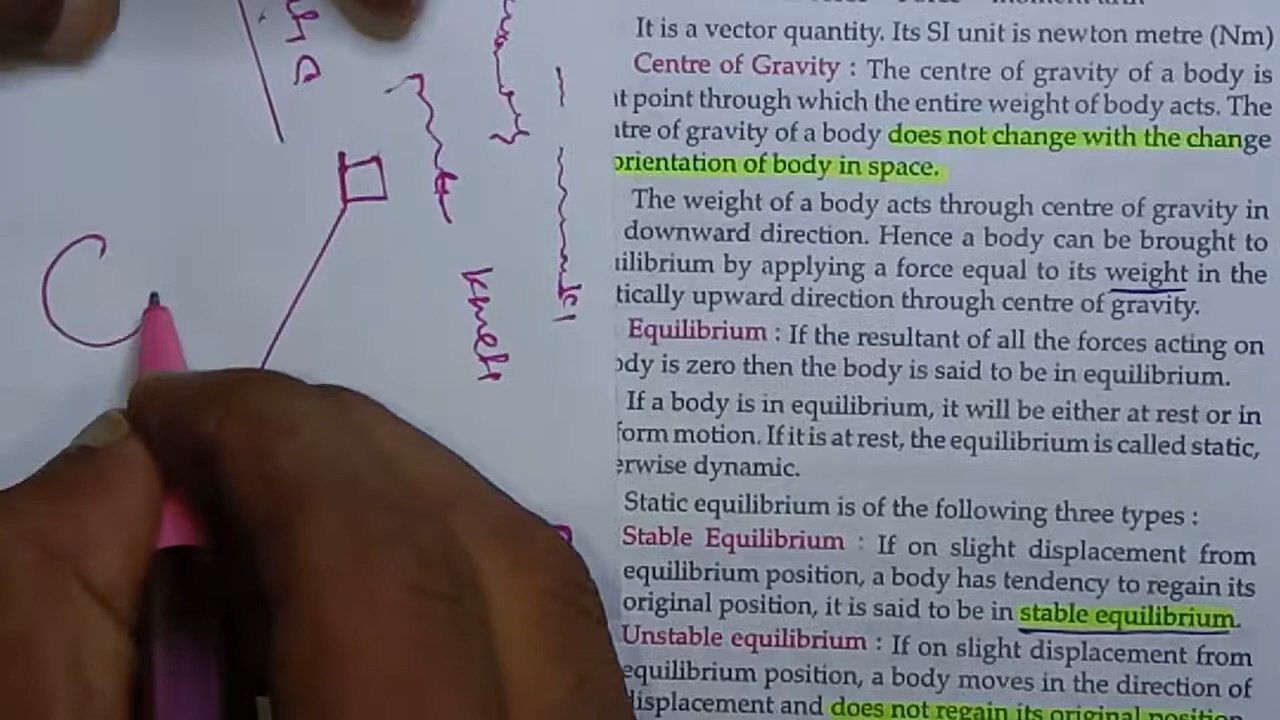 It is a vector quantity. Its SI unit is newton metre (Nm)
Centre of Gravity : The centre of gravity of a body is
at point through which the entire weight of body acts. The
ntre of gravity of a body does not change with the change
orientation of body in space.
The weight of a body acts through centre of gravity in
downward direction. Hence a body can be brought to
uilibrium by applying a force equal to its weight in the
tically upward direction through centre of gravity.
Equilibrium : If the resultant of all the forces acting on
ody is zero then the body is said to be in equilibrium.
If a body is in equilibrium, it will be either at rest or in
form motion. If it is at rest, the equilibrium is called static,
erwise dynamic.
Static equilibrium is of the following three types :
Stable Equilibrium : If on slight displacement from
equilibrium position, a body has tendency to regain its
original position, it is said to be in stable equilibrium.
Unstable equilibrium : If on slight displacement from
equilibrium position, a body moves in the direction of
displacement and does not regain its original position